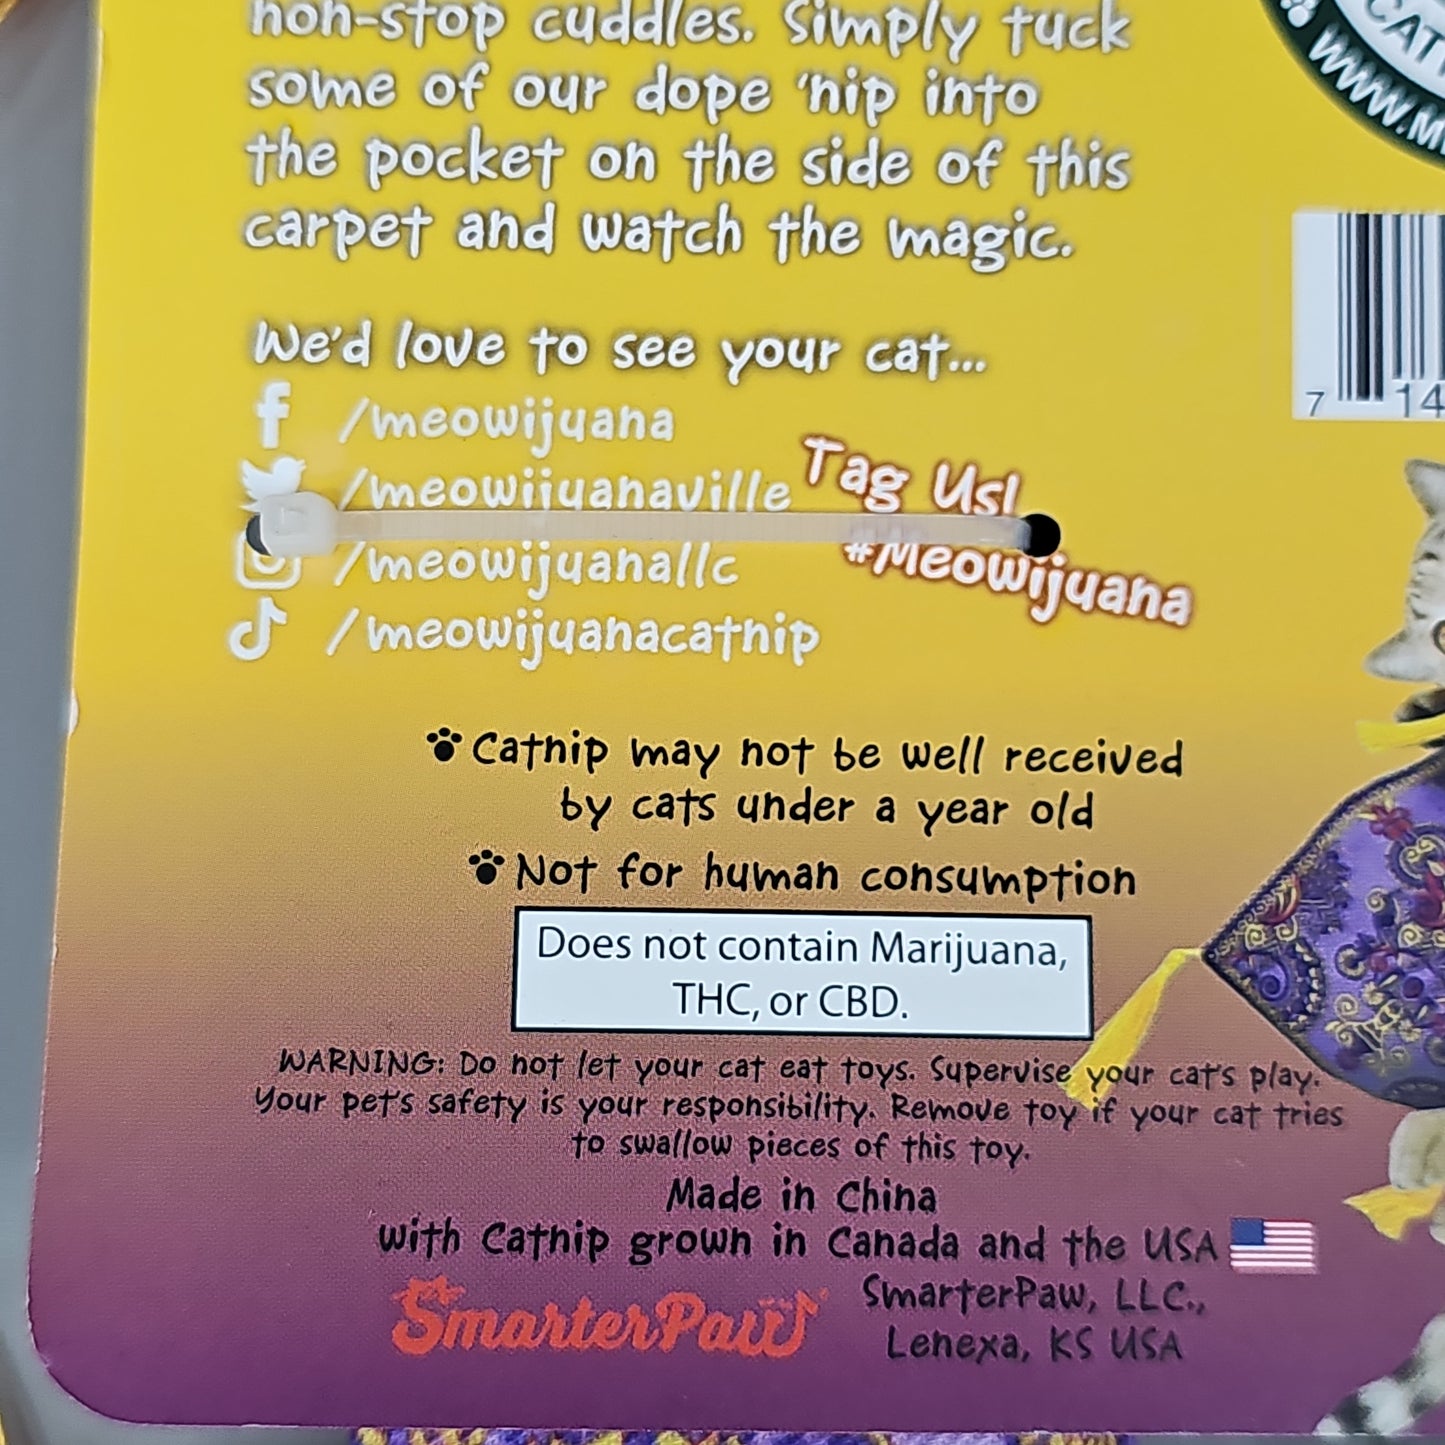 non-stop cuddles. Simply tuck
some of our dope 'nip into
the pocket on the side of this
carpet and watch the magic.
We'd love to see your cat...
/meowijuana
/meowijuanaville
/meowijuanallc
/meowijuanacatnip
Tag Us!
#Meowijuana
WWW.M
7 14
Catnip may not be well received
by cats under a year old
Not for human consumption
Does not contain Marijuana,
THC, or CBD.
WARNING: Do not let your cat eat toys. Supervise your cat's play.
Your pet's safety is your responsibility. Remove toy if your cat tries
to swallow pieces of this toy.
Made in China
with Catnip grown in Canada and the USA
SmarterPaw
SmarterPaw, LLC.,
Lenexa, KS USA